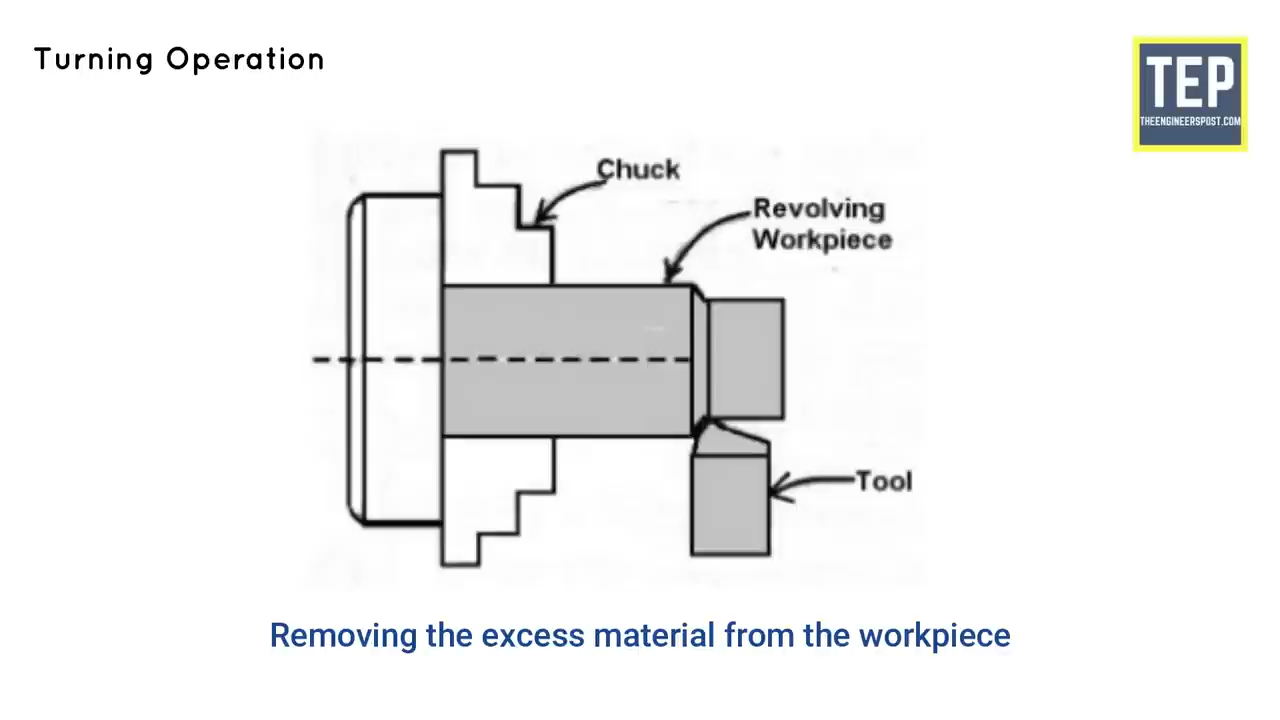 Turning Operation
TEP
THEENGINEERSPOST.COM
Chuck
Revolving
Workpiece
Tool
Removing the excess material from the workpiece